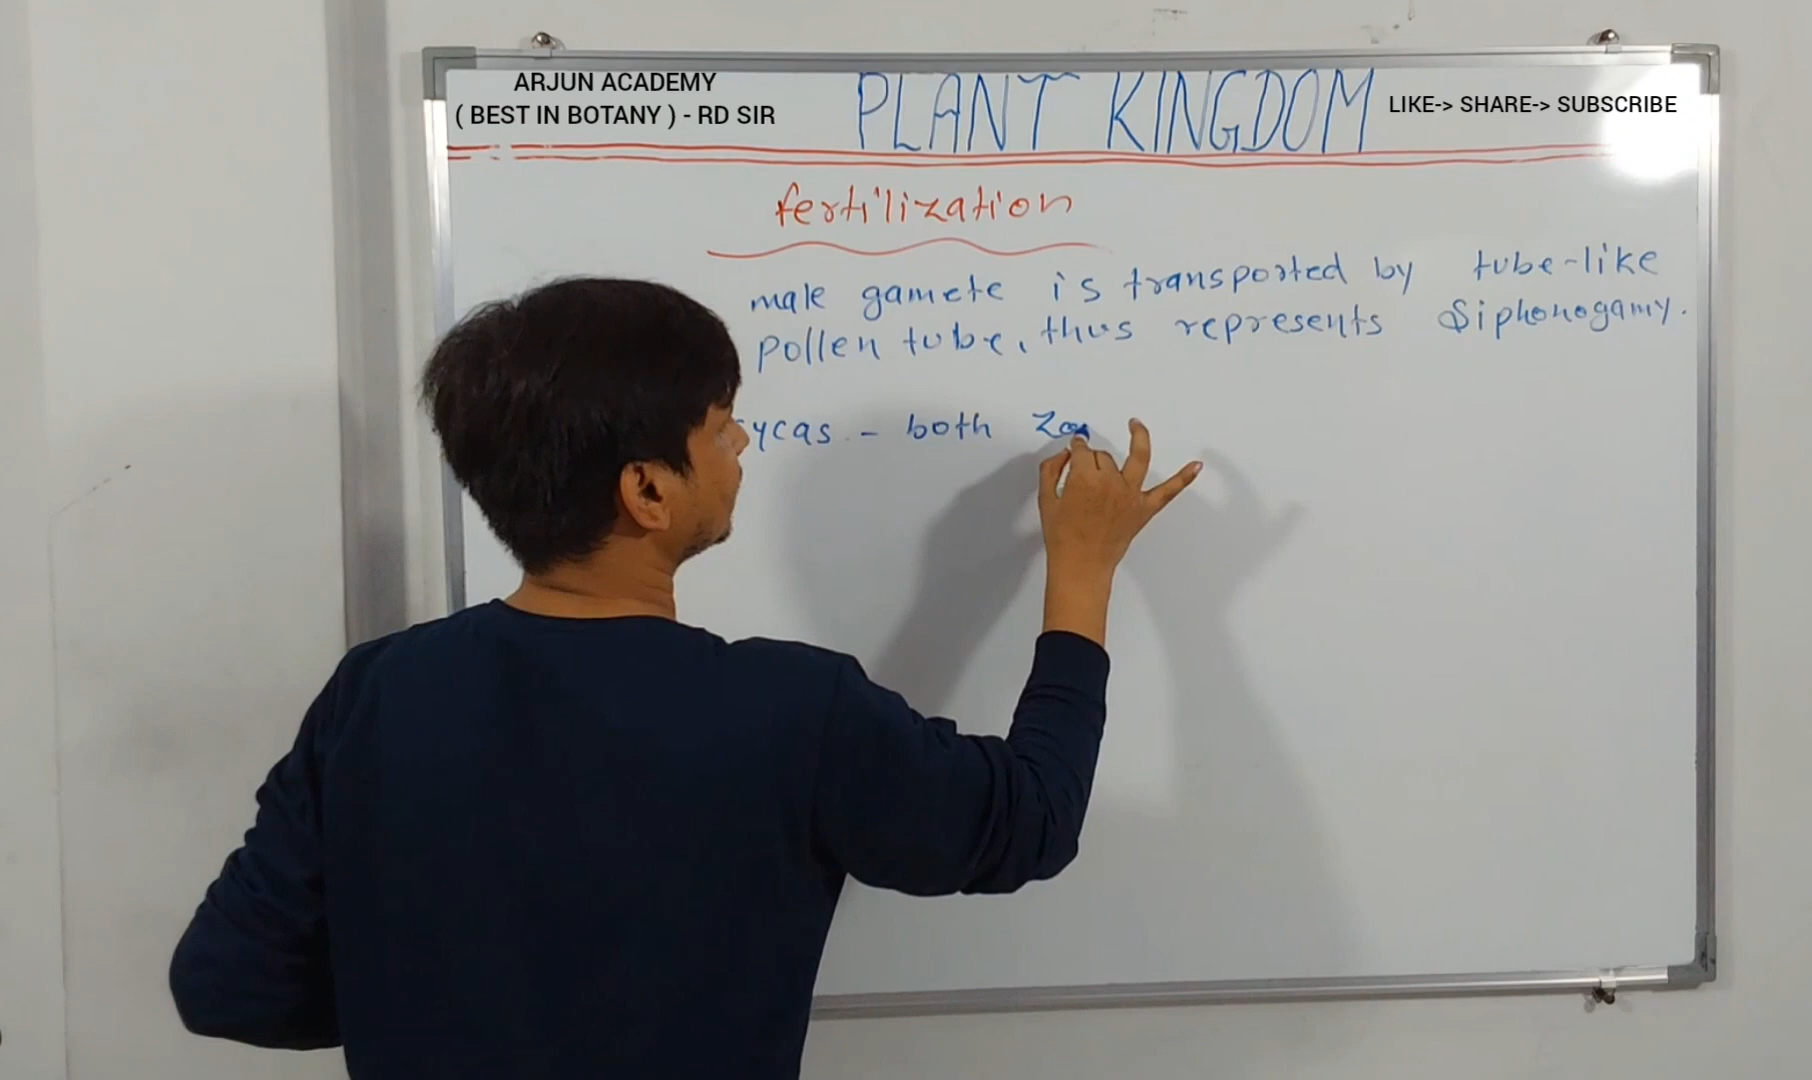 ARJUN ACADEMY
( BEST IN BOTANY ) - RD SIR
PLANT KINGDOM
LIKE-> SHARE-> SUBSCRIBE
fertilization
male gamete is transported by tube-like
pollen tube, thus represents Siphonogamy.
ycas - both